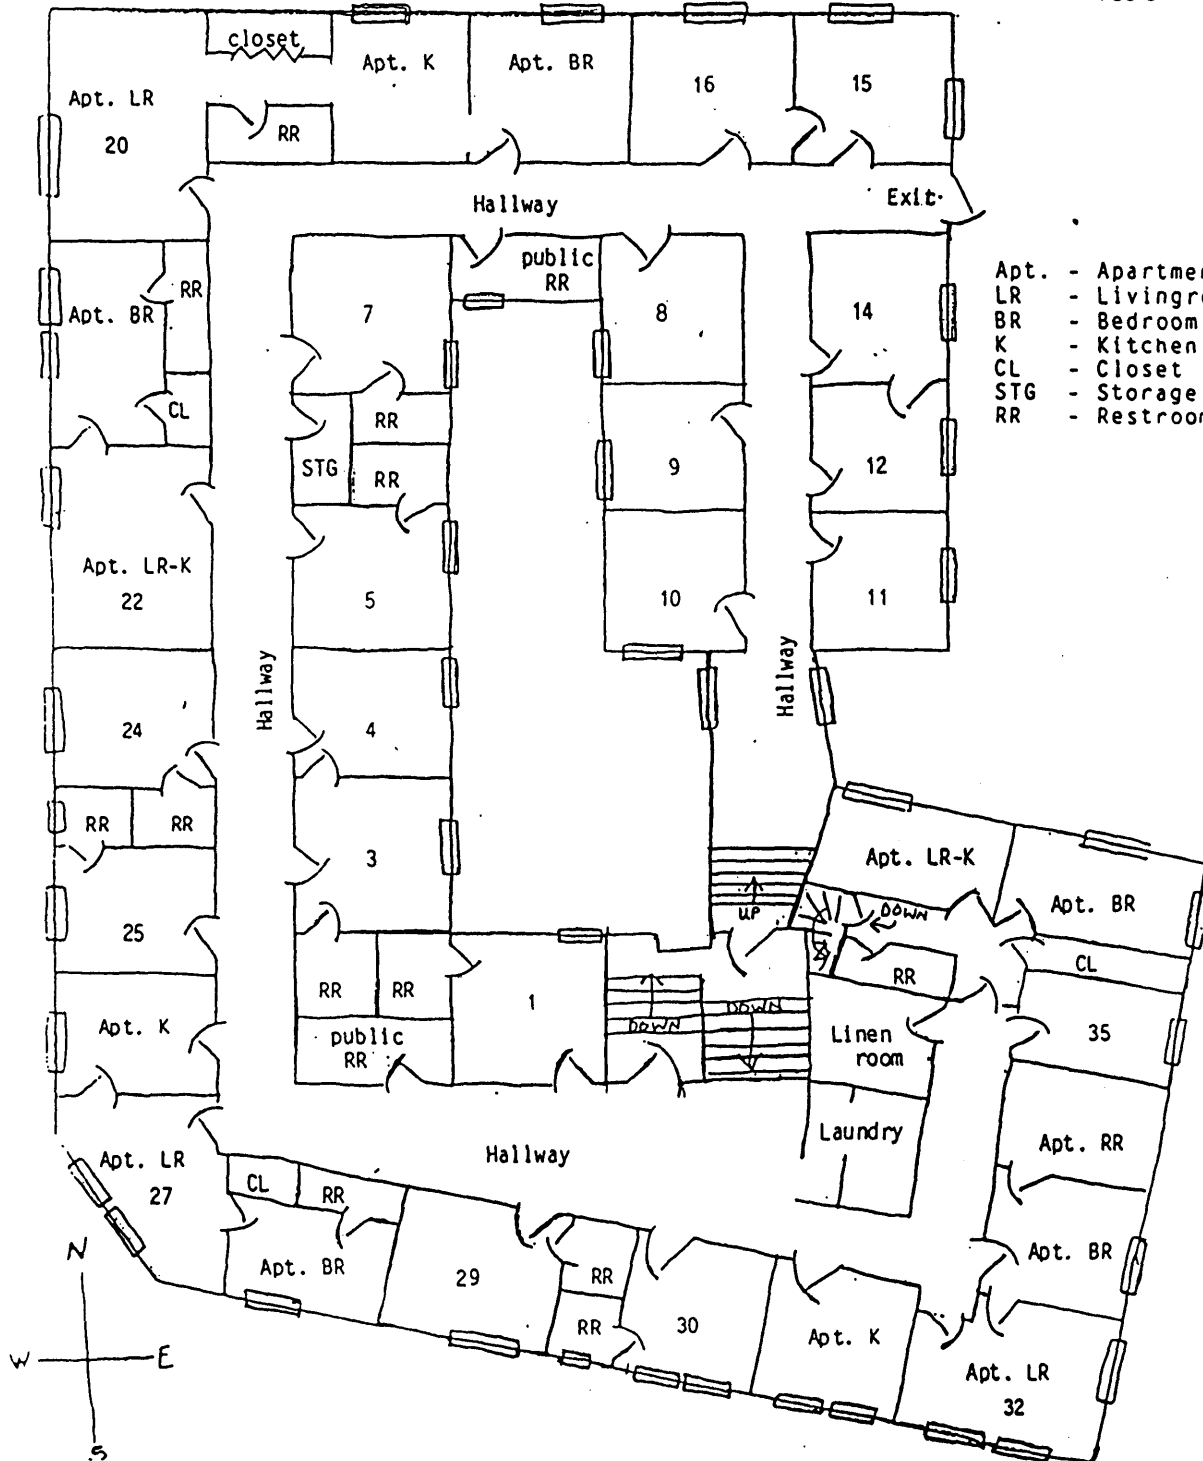 closet
Apt. K
Apt. BR
16
15
Apt. LR
20
RR
Hallway
Exit
public
RR
RR
Apt. BR
7
8
14
Apt. - Apartme
LR - Livingr
BR - Bedroom
K - Kitchen
CL - Closet
STG - Storage
RR - Restroo
CL
RR
STG
RR
9
12
Apt. LR-K
22
5
10
11
Hallway
Hallway
24
4
RR
RR
3
Apt. LR-K
Apt. BR
UP
DOWN
25
CL
RR
RR
RR
1
DOWN
DOWN
Linen
room
35
Apt. K
public
RR
Laundry
Apt. RR
Hallway
Apt. LR
27
CL
RR
Apt. BR
Apt. BR
29
RR
RR
30
Apt. K
Apt. LR
32
N
W
E
S